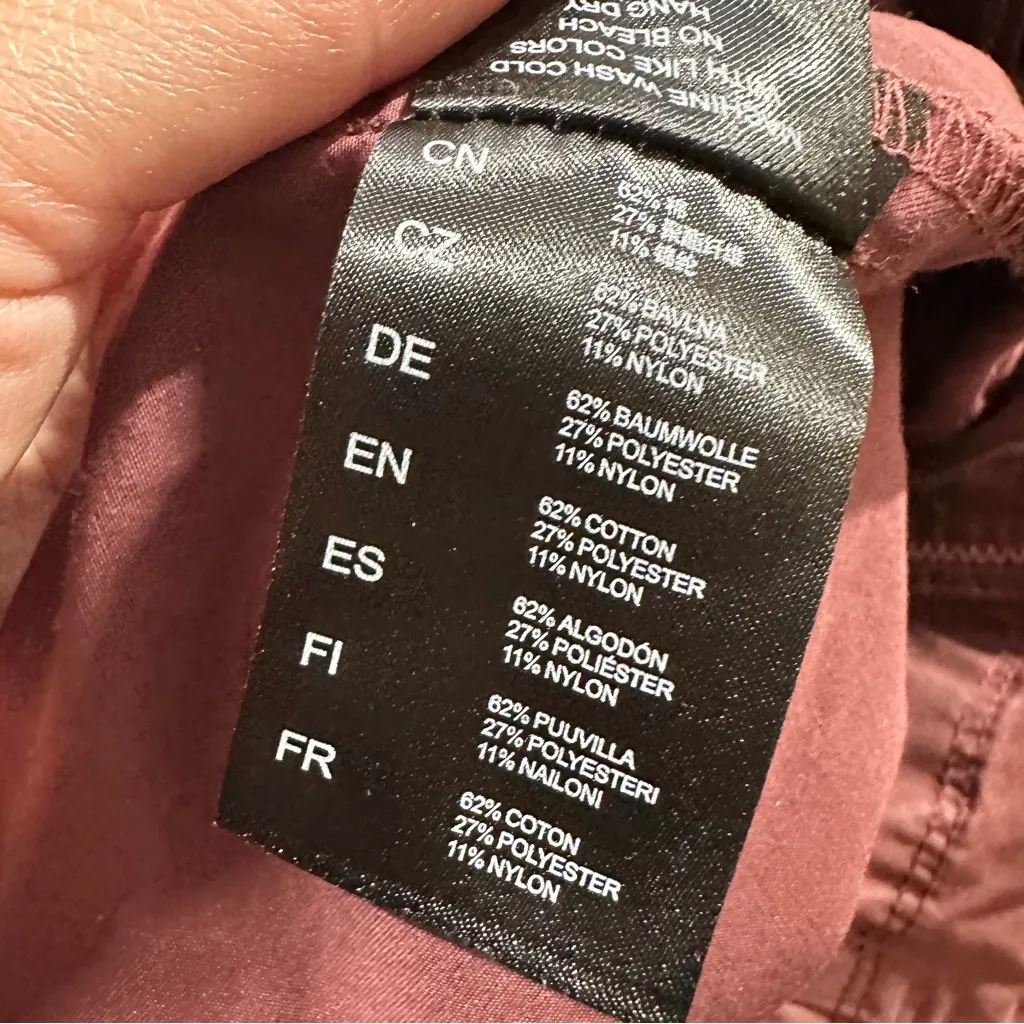 MACHINE WASH COLD
WITH LIKE COLORS
NO BLEACH
HANG DRY
CN
62% 棉
27%
11%
CZ
62% BAVLNA
27% POLYESTER
11% NYLON
DE
62% BAUMWOLLE
27% POLYESTER
11% NYLON
EN
62% COTTON
27% POLYESTER
11% NYLON
ES
62% ALGODÓN
27% POLIÉSTER
11% NYLON
FI
62% PUUVILLA
27% POLYESTERI
11% NAILONI
FR
62% COTON
27% POLYESTER
11% NYLON